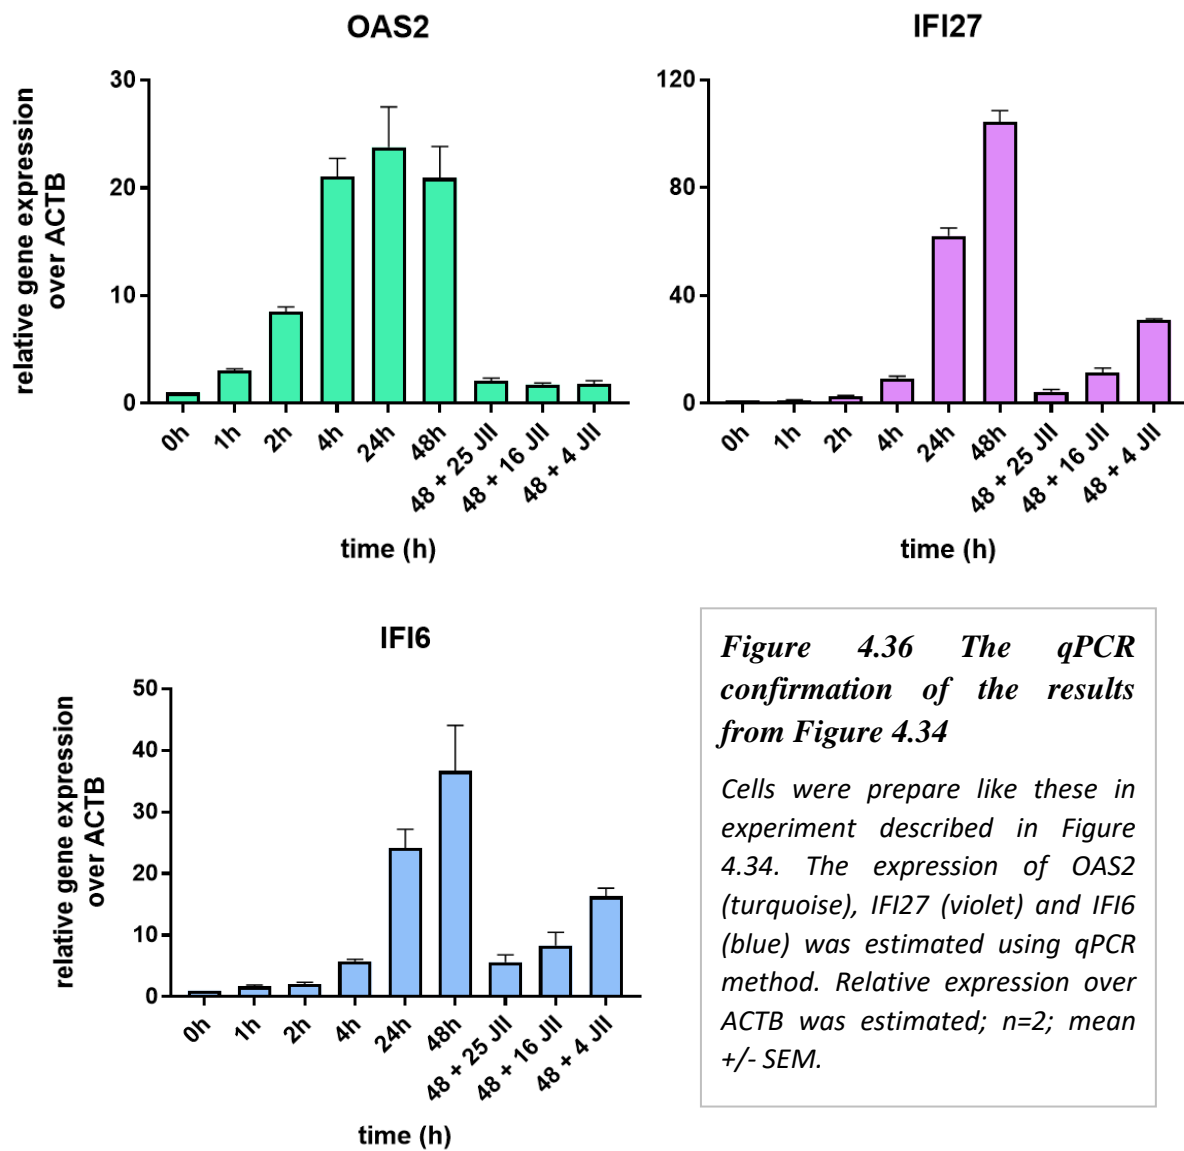 OAS2
relative gene expression
over ACTB
30
20
10
0
0h
1h
2h
4h
24h
48h
48 + 25 JII
48 + 16 JII
48 + 4 JII
time (h)
IFI27
120
80
40
0
0h
1h
2h
4h
24h
48h
48 + 25 JII
48 + 16 JII
48 + 4 JII
time (h)
IFI6
relative gene expression
over ACTB
50
40
30
20
10
0
0h
1h
2h
4h
24h
48h
48 + 25 JII
48 + 16 JII
48 + 4 JII
time (h)
Figure 4.36 The qPCR
confirmation of the results
from Figure 4.34
Cells were prepare like these in
experiment described in Figure
4.34. The expression of OAS2
(turquoise), IFI27 (violet) and IFI6
(blue) was estimated using qPCR
method. Relative expression over
ACTB was estimated; n=2; mean
+/- SEM.